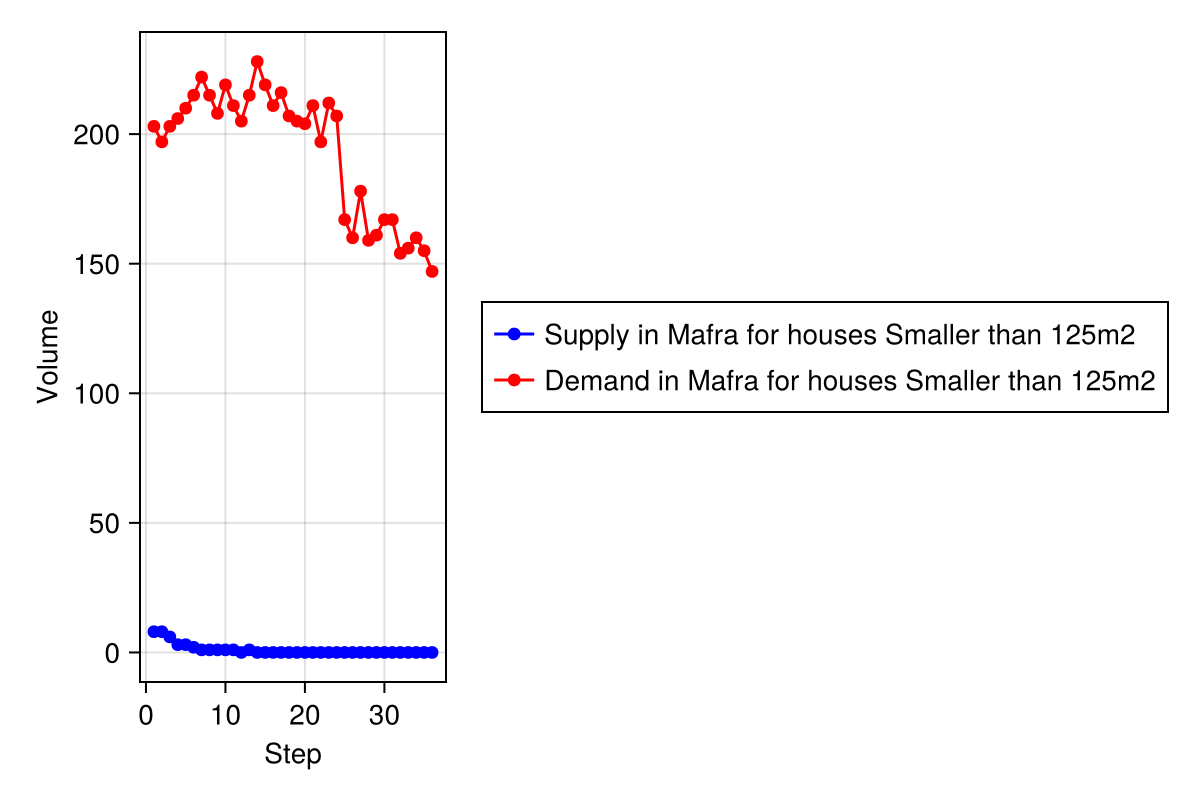 200
150
100
50
0
Volume
0 10 20 30
Step
Supply in Mafra for houses Smaller than 125m2
Demand in Mafra for houses Smaller than 125m2